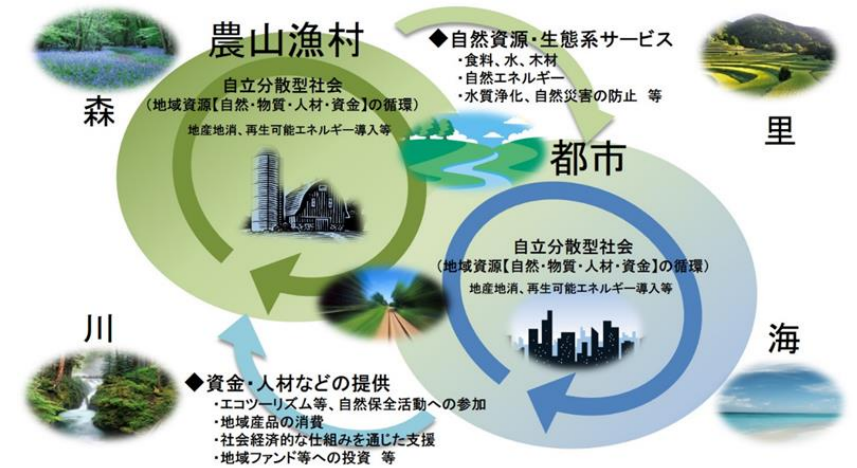 農山漁村
自立分散型社会
（地域資源【自然・物質・人材・資金】の循環）
地産地消、再生可能エネルギー導入等
森
◆自然資源・生態系サービス
・食料、水、木材
・自然エネルギー
・水質浄化、自然災害の防止 等
里
都市
自立分散型社会
（地域資源【自然・物質・人材・資金】の循環）
地産地消、再生可能エネルギー導入等
川
◆資金・人材などの提供
・エコツーリズム等、自然保全活動への参加
・地域産品の消費
・社会経済的な仕組みを通じた支援
・地域ファンド等への投資 等
海